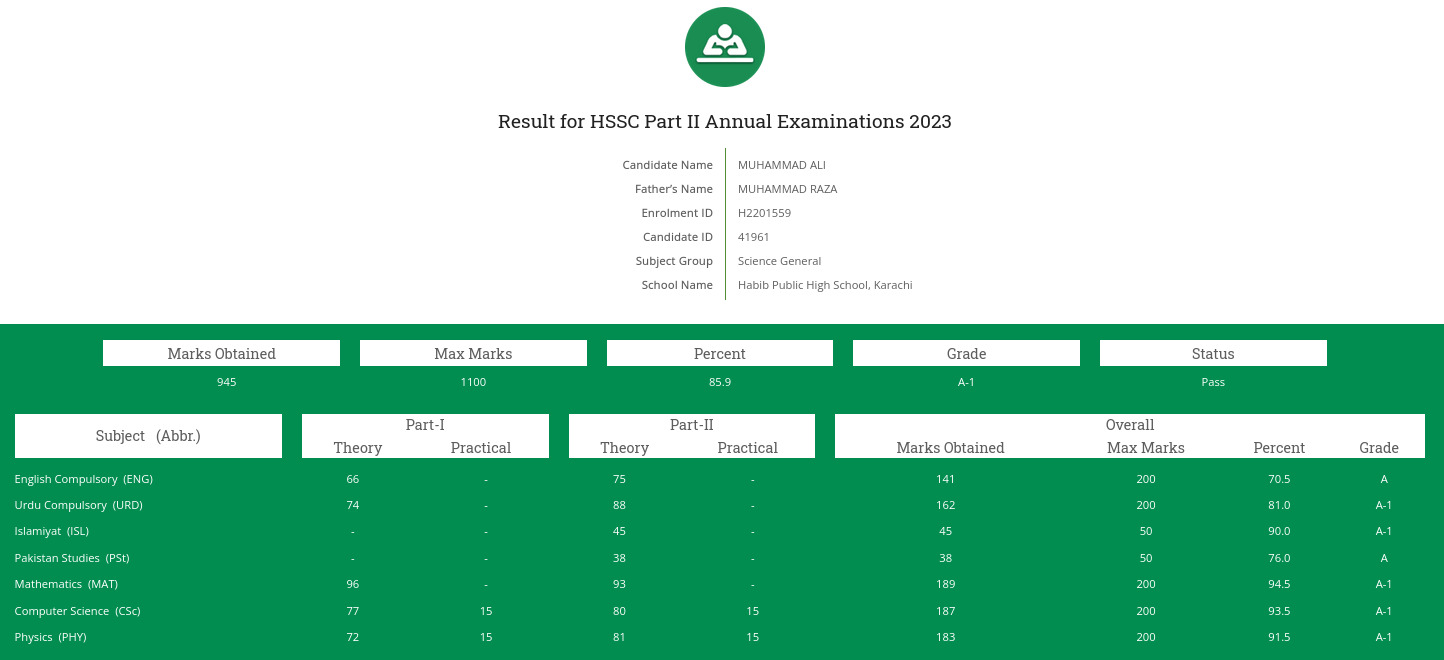 Result for HSSC Part II Annual Examinations 2023
Candidate Name MUHAMMAD ALI
Father's Name MUHAMMAD RAZA
Enrolment ID H2201559
Candidate ID 41961
Subject Group Science General
School Name Habib Public High School, Karachi
Marks Obtained Max Marks Percent Grade Status
945 1100 85.9 A-1 Pass
Subject (Abbr.) Part-I Part-II Overall
Theory Practical Theory Practical Marks Obtained Max Marks Percent Grade
English Compulsory (ENG) 66 - 75 - 141 200 70.5 A
Urdu Compulsory (URD) 74 - 88 - 162 200 81.0 A-1
Islamiyat (ISL) - - 45 - 45 50 90.0 A-1
Pakistan Studies (PSt) - - 38 - 38 50 76.0 A
Mathematics (MAT) 96 - 93 - 189 200 94.5 A-1
Computer Science (CSc) 77 15 80 15 187 200 93.5 A-1
Physics (PHY) 72 15 81 15 183 200 91.5 A-1